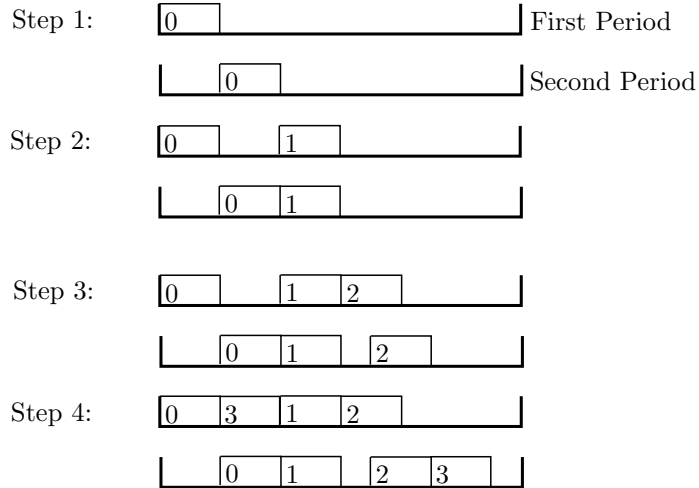 Step 1: 0 First Period
0 Second Period
Step 2: 0 1
0 1
Step 3: 0 1 2
0 1 2
Step 4: 0 3 1 2
0 1 2 3